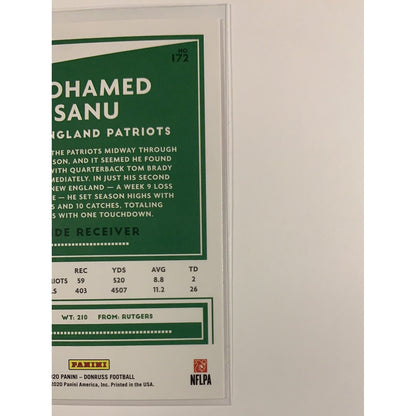 NO
172
OHAMED
SANU
ENGLAND PATRIOTS
THE PATRIOTS MIDWAY THROUGH
SON, AND IT SEEMED HE FOUND
WITH QUARTERBACK TOM BRADY
MEDIATELY. IN JUST HIS SECOND
NEW ENGLAND — A WEEK 9 LOSS
E — HE SET SEASON HIGHS WITH
S AND 10 CATCHES, TOTALING
S WITH ONE TOUCHDOWN.
DE RECEIVER
REC YDS AVG TD
RIOTS 59 520 8.8 2
LS 403 4507 11.2 26
WT: 210 FROM: RUTGERS
20 PANINI - DONRUSS FOOTBALL
2020 Panini America, Inc. Printed in the USA.
PANINI
NFLPA